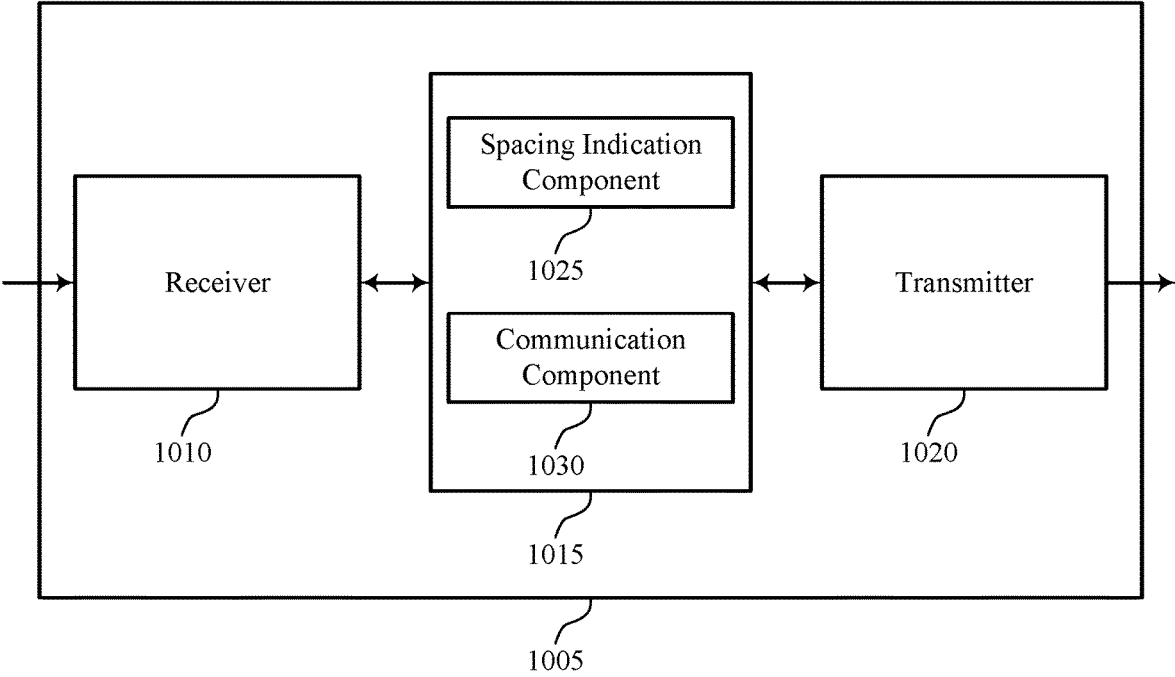 Spacing Indication
Component
1025
Receiver
Transmitter
Communication
Component
1010
1030
1020
1015
1005